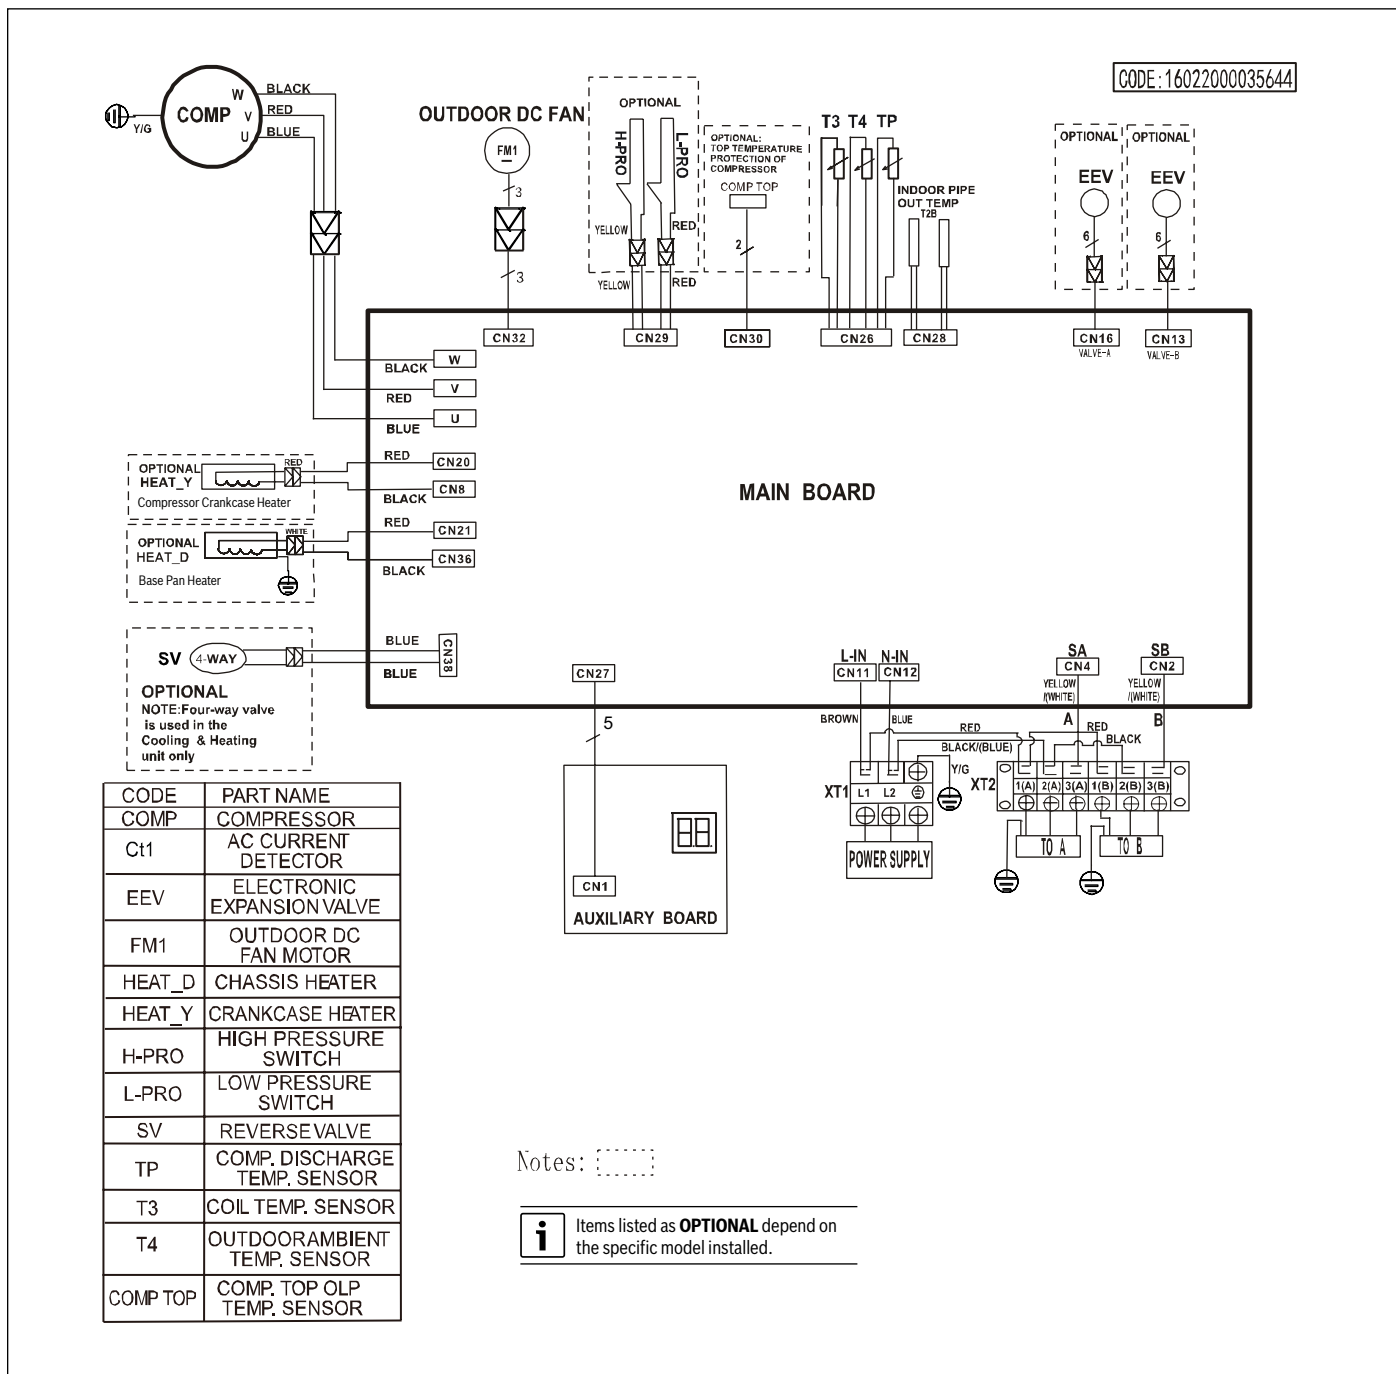 CODE:16022000035644
COMP
W
V
U
BLACK
RED
BLUE
Y/G
OUTDOOR DC FAN
FM1
3
3
OPTIONAL
H-PRO
L-PRO
YELLOW
RED
YELLOW
RED
OPTIONAL:
TOP TEMPERATURE
PROTECTION OF
COMPRESSOR
COMP TOP
2
T3 T4 TP
INDOOR PIPE
OUT TEMP
T2B
OPTIONAL
EEV
6
OPTIONAL
EEV
6
CN32
CN29
CN30
CN26
CN28
CN16
VALVE-A
CN13
VALVE-B
W
BLACK
V
RED
U
BLUE
OPTIONAL
HEAT_Y
RED
Compressor Crankcase Heater
RED
CN20
CN8
BLACK
OPTIONAL
HEAT_D
WHITE
Base Pan Heater
RED
CN21
CN36
BLACK
MAIN BOARD
SV
4-WAY
OPTIONAL
NOTE:Four-way valve
is used in the
Cooling & Heating
unit only
BLUE
BLUE
CN38
CN27
5
CN1
AUXILIARY BOARD
L-IN N-IN
CN11 CN12
BROWN
BLUE
SA
CN4
YELLOW
/(WHITE)
A
SB
CN2
YELLOW
/(WHITE)
B
RED
RED
BLACK/(BLUE)
BLACK
Y/G
XT1
L1 L2
POWER SUPPLY
XT2
1(A) 2(A) 3(A) 1(B) 2(B) 3(B)
TO A
TO B
CODE PART NAME
COMP COMPRESSOR
Ct1 AC CURRENT
DETECTOR
EEV ELECTRONIC
EXPANSION VALVE
FM1 OUTDOOR DC
FAN MOTOR
HEAT_D CHASSIS HEATER
HEAT_Y CRANKCASE HEATER
H-PRO HIGH PRESSURE
SWITCH
L-PRO LOW PRESSURE
SWITCH
SV REVERSE VALVE
TP COMP. DISCHARGE
TEMP. SENSOR
T3 COIL TEMP. SENSOR
T4 OUTDOOR AMBIENT
TEMP. SENSOR
COMP TOP COMP. TOP OLP
TEMP. SENSOR
Notes:
i
Items listed as OPTIONAL depend on
the specific model installed.